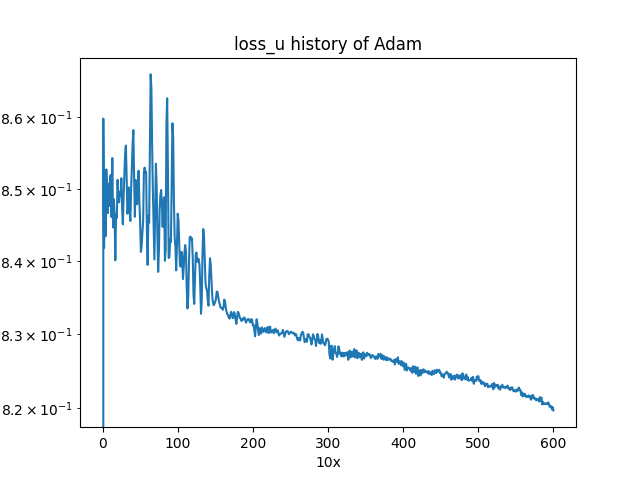 loss_u history of Adam
8.6 × 10⁻¹
8.5 × 10⁻¹
8.4 × 10⁻¹
8.3 × 10⁻¹
8.2 × 10⁻¹
0 100 200 300 400 500 600
10x